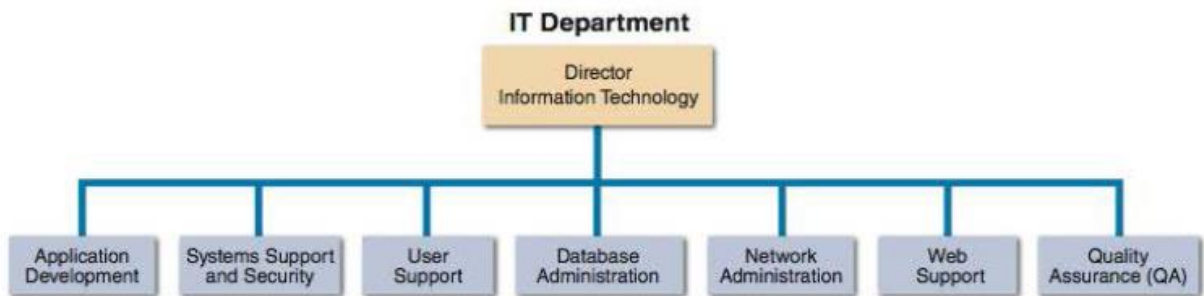 IT Department
Director
Information Technology
Application
Development
Systems Support
and Security
User
Support
Database
Administration
Network
Administration
Web
Support
Quality
Assurance (QA)